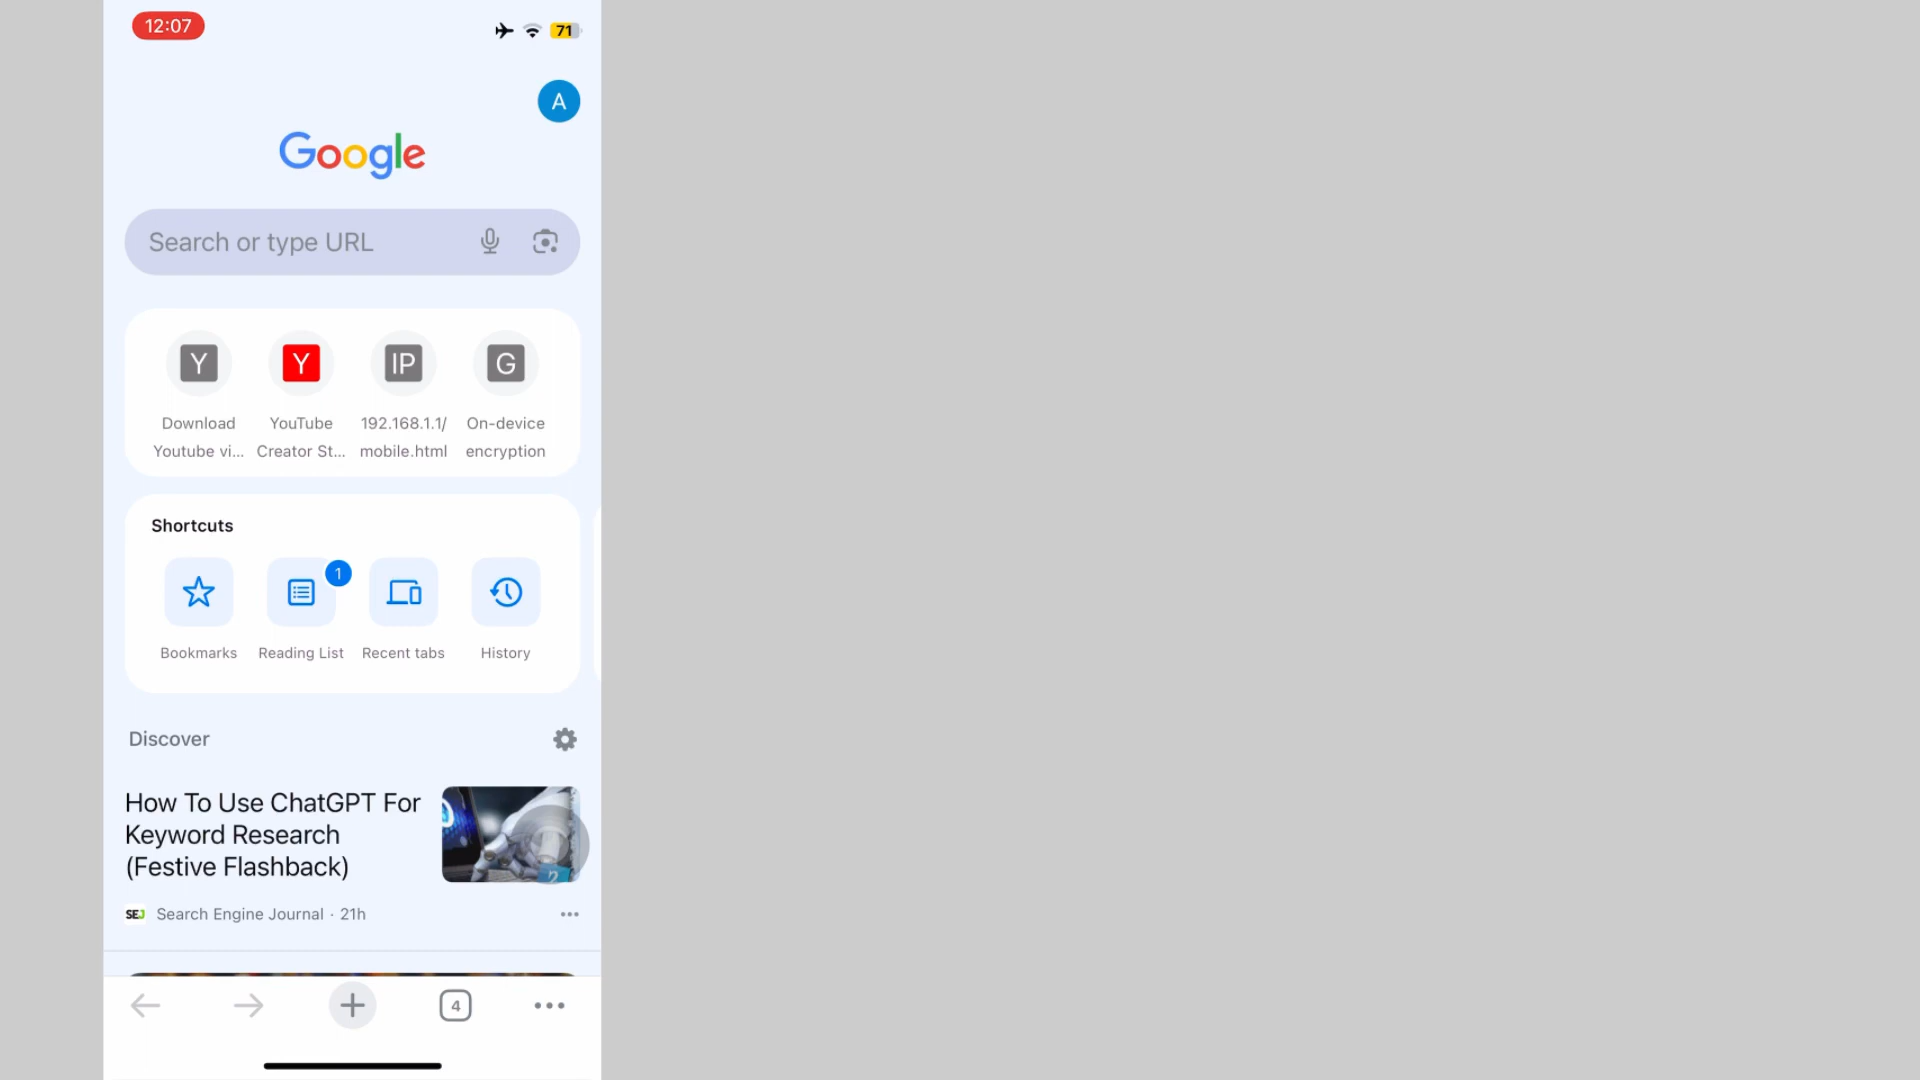 12:07
71
A
Google
Search or type URL
Y
Y
IP
G
Download
Youtube vi...
YouTube
Creator St...
192.168.1.1/
mobile.html
On-device
encryption
Shortcuts
1
Bookmarks
Reading List
Recent tabs
History
Discover
How To Use ChatGPT For
Keyword Research
(Festive Flashback)
2
SEJ
Search Engine Journal · 21h
4